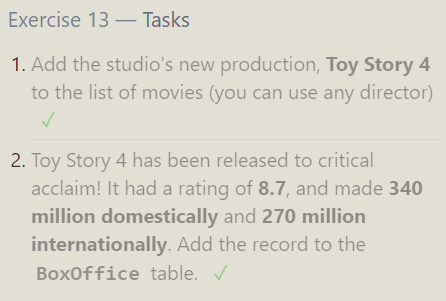 Exercise 13 — Tasks
1. Add the studio's new production, Toy Story 4
to the list of movies (you can use any director)
✓
2. Toy Story 4 has been released to critical
acclaim! It had a rating of 8.7, and made 340
million domestically and 270 million
internationally. Add the record to the
BoxOffice table. ✓